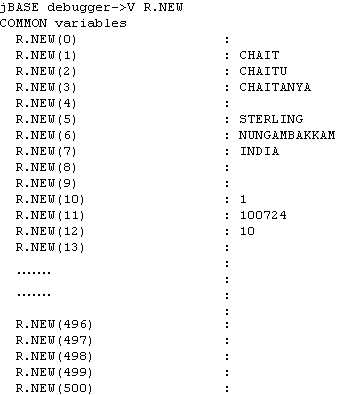 jBASE debugger->V R.NEW
COMMON variables
R.NEW(0) :
R.NEW(1) : CHAIT
R.NEW(2) : CHAITU
R.NEW(3) : CHAITANYA
R.NEW(4) :
R.NEW(5) : STERLING
R.NEW(6) : NUNGAMBAKKAM
R.NEW(7) : INDIA
R.NEW(8) :
R.NEW(9) :
R.NEW(10) : 1
R.NEW(11) : 100724
R.NEW(12) : 10
R.NEW(13) :
:
....... :
:
....... :
:
R.NEW(496) :
R.NEW(497) :
R.NEW(498) :
R.NEW(499) :
R.NEW(500) :